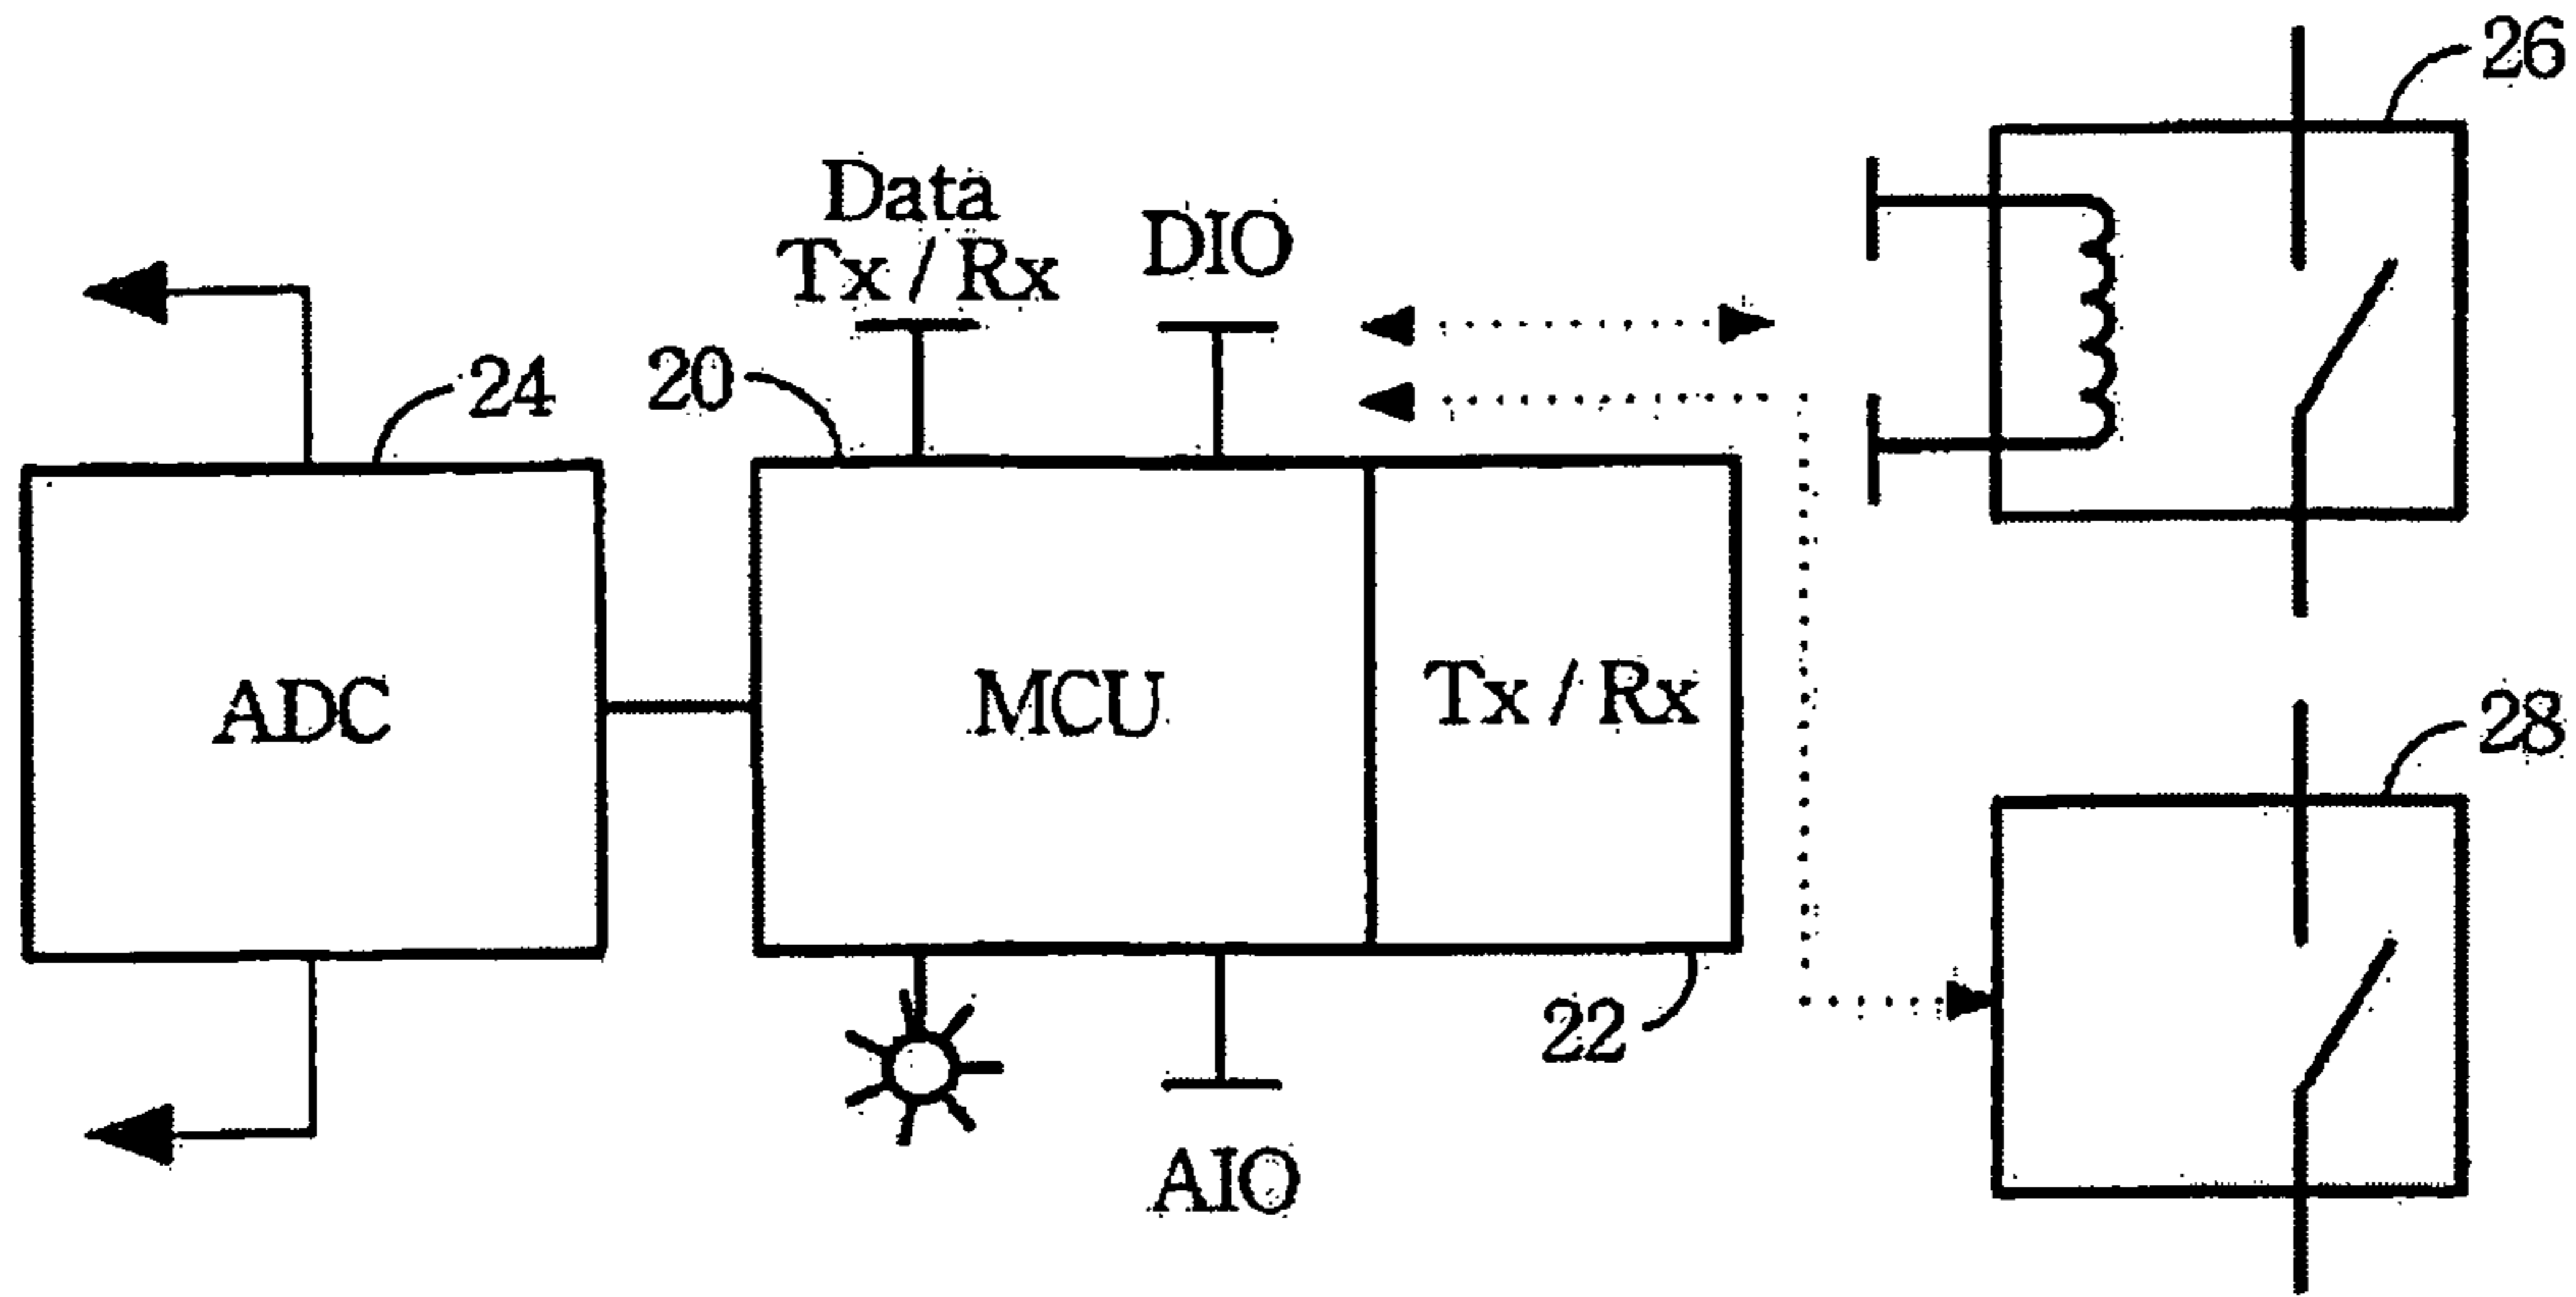 26
Data
Tx / Rx
DIO
24
20
ADC
MCU
Tx / Rx
28
22
AIO